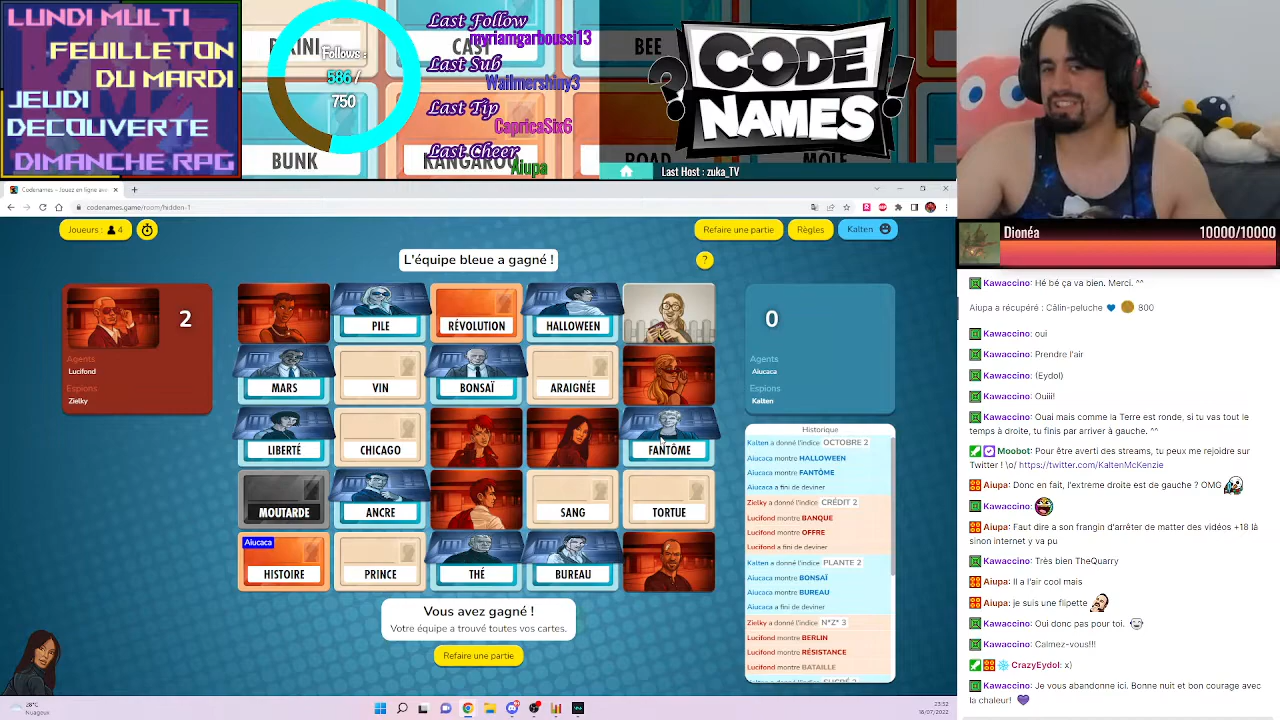 LUNDI MULTI
FEUILLETON
DU MARDI
JEUDI
DECOUVERTE
DIMANCHE RPG
Follows :
586 /
750
BUNK
KANGAROO
Last Follow
myriamgarboussi13
Last Sub
Wailmershiny3
Last Tip
CapricaSix6
Last Cheer
Aiupa
BEE
ROAD
MOLE
CODE
NAMES
Last Host : zuka_TV
Codenames - Jouez en ligne ave
codenames.game/room/hidden-1
Joueurs : 4
Refaire une partie
Règles
Kalten
L'équipe bleue a gagné !
?
2
Agents
Lucifond
Espions
Zielky
PILE
RÉVOLUTION
HALLOWEEN
MARS
VIN
BONSAÏ
ARAIGNÉE
LIBERTÉ
CHICAGO
FANTÔME
MOUTARDE
ANCRE
SANG
TORTUE
Aiucaca
HISTOIRE
PRINCE
THÉ
BUREAU
Vous avez gagné !
Votre équipe a trouvé toutes vos cartes.
Refaire une partie
0
Agents
Aiucaca
Espions
Kalten
Historique
Kalten a donné l'indice OCTOBRE 2
Aiucaca montre HALLOWEEN
Aiucaca montre FANTÔME
Aiucaca a fini de deviner
Zielky a donné l'indice CRÉDIT 2
Lucifond montre BANQUE
Lucifond montre OFFRE
Lucifond a fini de deviner
Kalten a donné l'indice PLANTE 2
Aiucaca montre BONSAÏ
Aiucaca montre BUREAU
Aiucaca a fini de deviner
Zielky a donné l'indice N*Z* 3
Lucifond montre BERLIN
Lucifond montre RÉSISTANCE
Lucifond montre BATAILLE
Dionéa
10000/10000
Kawaccino: Hé bé ça va bien. Merci. ^^
Aiupa a récupéré : Câlin-peluche 800
Kawaccino: oui
Kawaccino: Prendre l'air
Kawaccino: (Eydol)
Kawaccino: Ouiii!
Kawaccino: Ouai mais comme la Terre est ronde, si tu vas tout le
temps à droite, tu finis par arriver par gauche. ^^
Moobot: Pour être averti des streams, tu peux me rejoindre sur
Twitter ! \o/ https://twitter.com/KaltenMcKenzie
Aiupa: Donc en fait, l'extreme droite est de gauche ? OMG
Kawaccino:
Aiupa: Faut dire a son frangin d'arrêter de matter des vidéos +18 là
sinon internet y va pu
Kawaccino: Très bien TheQuarry
Aiupa: Il a l'air cool mais
Aiupa: je suis une flipette
Kawaccino: Oui donc pas pour toi.
Kawaccino: Calmez-vous!!!
CrazyEydol: x)
Kawaccino: Je vous abandonne ici. Bonne nuit et bon courage avec
la chaleur!
28°C
Nuageux
23:52
18/07/2022